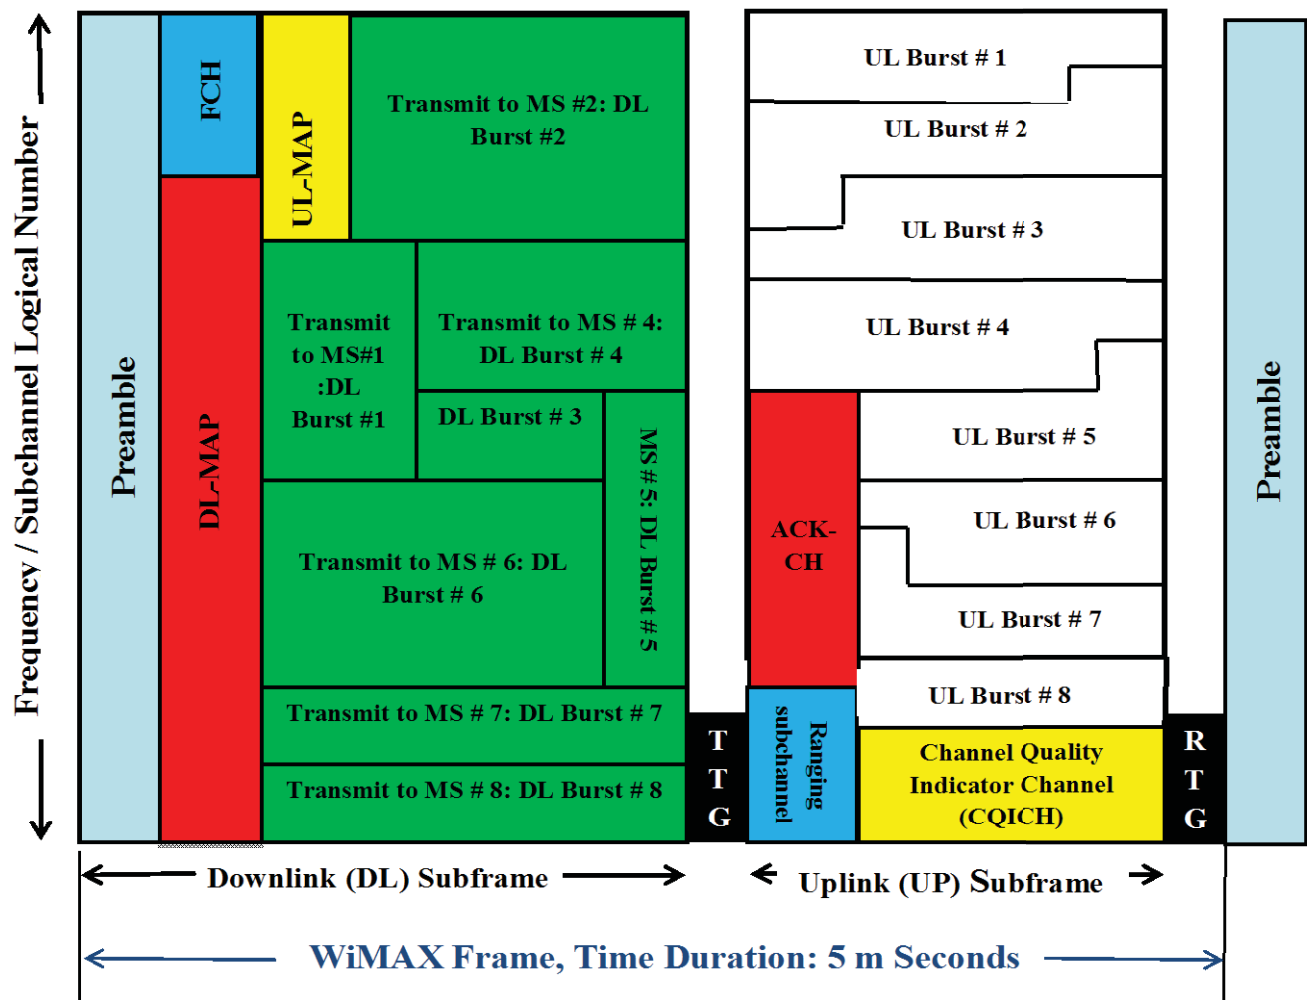 Frequency / Subchannel Logical Number
Preamble
FCH
DL-MAP
UL-MAP
Transmit to MS #2: DL
Burst #2
Transmit
to MS#1
:DL
Burst #1
Transmit to MS # 4:
DL Burst # 4
DL Burst # 3
MS # 5: DL Burst # 5
Transmit to MS # 6: DL
Burst # 6
Transmit to MS # 7: DL Burst # 7
Transmit to MS # 8: DL Burst # 8
T
T
G
UL Burst # 1
UL Burst # 2
UL Burst # 3
UL Burst # 4
ACK-
CH
UL Burst # 5
UL Burst # 6
UL Burst # 7
UL Burst # 8
Ranging
subchannel
Channel Quality
Indicator Channel
(CQICH)
R
T
G
Preamble
Downlink (DL) Subframe
Uplink (UP) Subframe
WiMAX Frame, Time Duration: 5 m Seconds